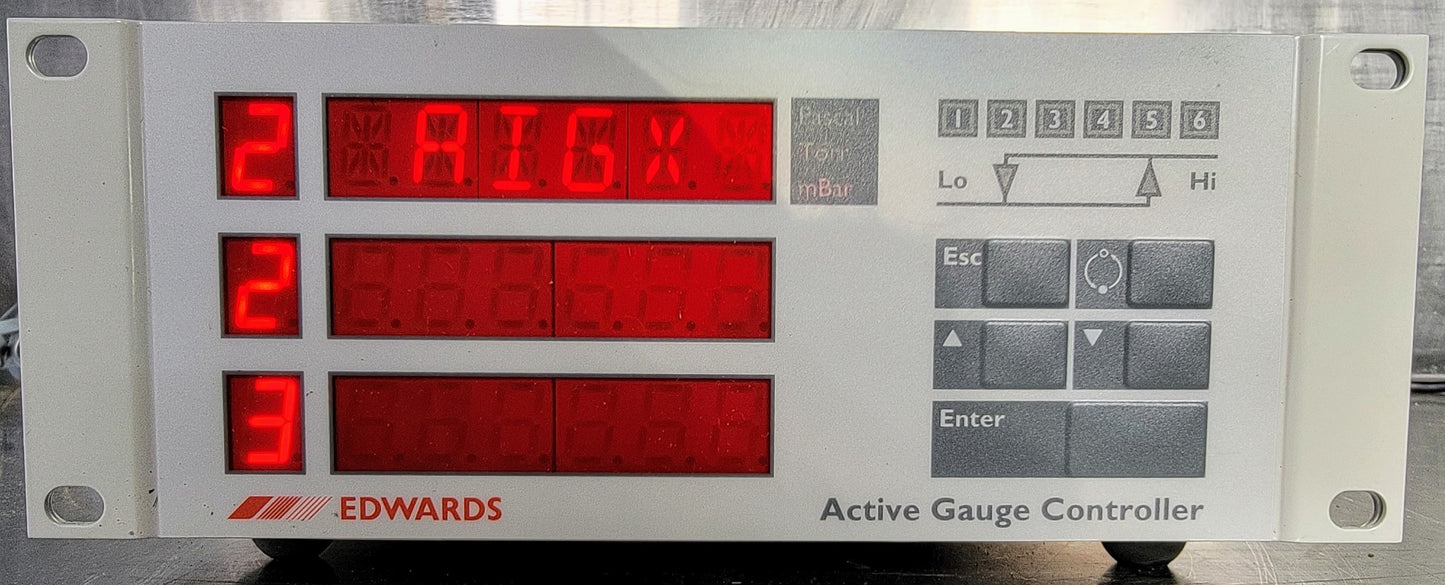 2 AIGX
Pascal
Torr
mBar
1 2 3 4 5 6
Lo Hi
2
Esc
3
Enter
EDWARDS
Active Gauge Controller